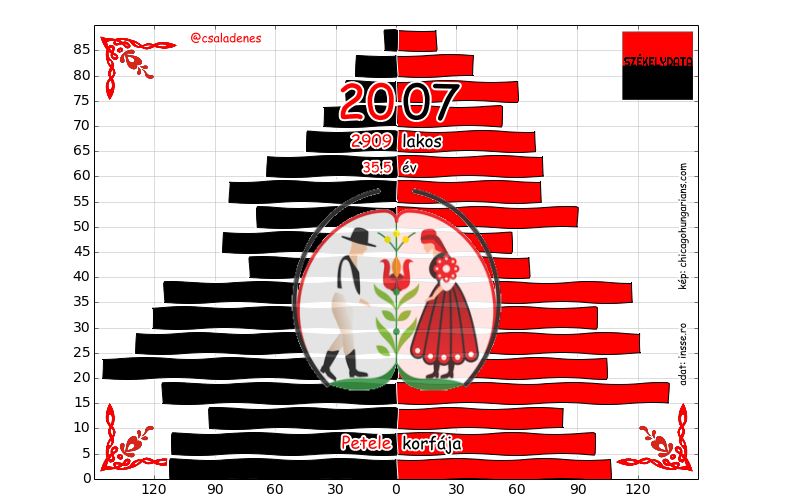 @csaladenes
SZÉKELYDATA
2007
2909 lakos
35.5 év
kép: chicagohungarians.com
adat: insse.ro
Petele korfája
85
80
75
70
65
60
55
50
45
40
35
30
25
20
15
10
5
0
120 90 60 30 0 30 60 90 120